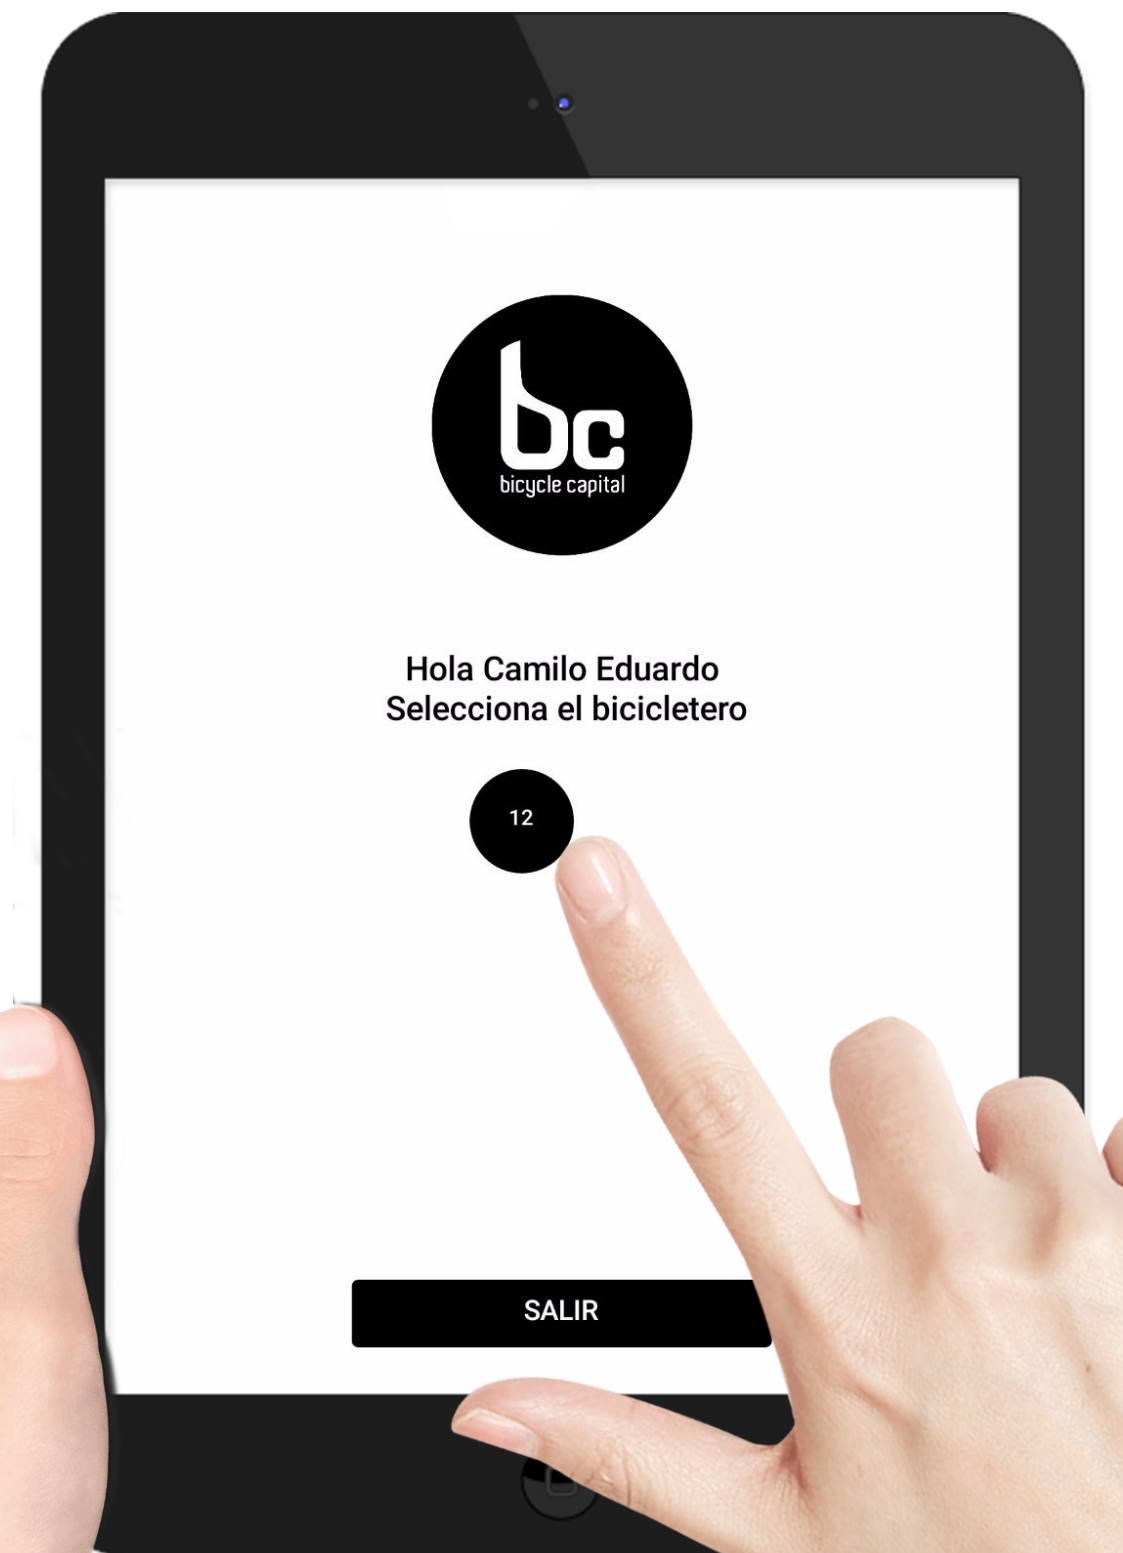 bc
bicycle capital
Hola Camilo Eduardo
Selecciona el bicicletero
12
SALIR